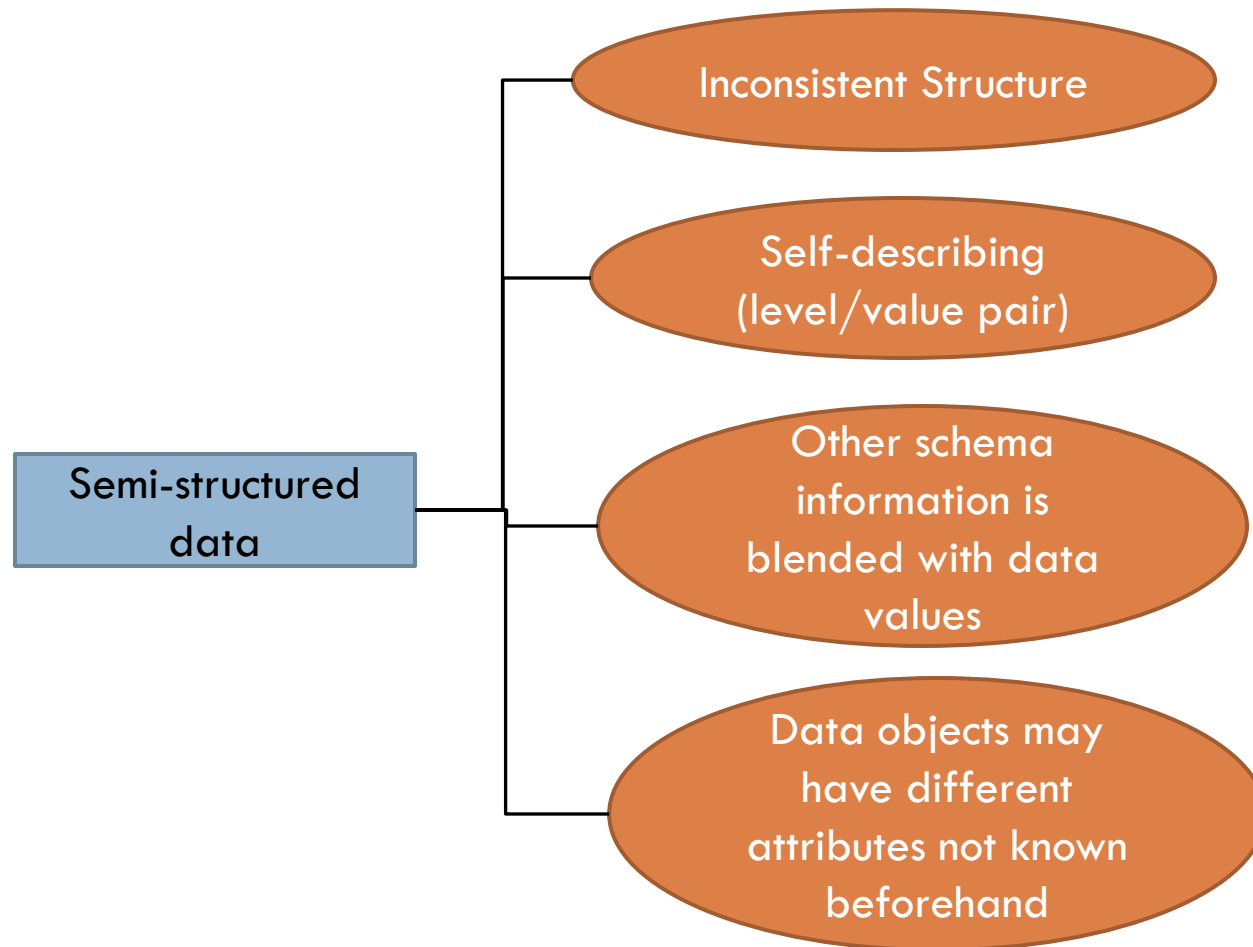 Inconsistent Structure
Self-describing
(level/value pair)
Other schema
information is
blended with data
values
Semi-structured
data
Data objects may
have different
attributes not known
beforehand